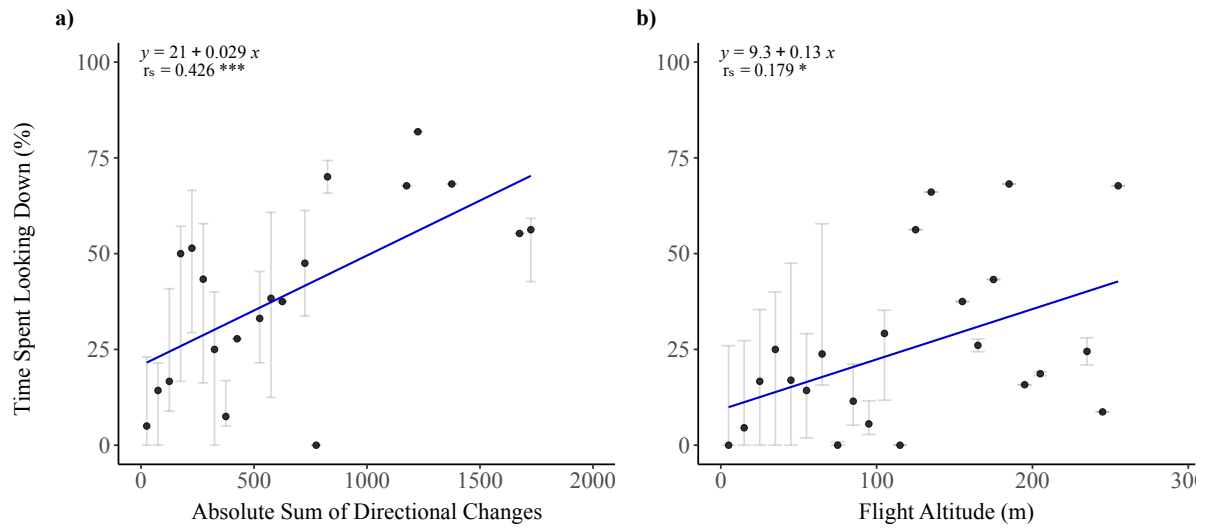 a)
y = 21 + 0.029 x
rₛ = 0.426 ***
100
75
50
25
0
Time Spent Looking Down (%)
0 500 1000 1500 2000
Absolute Sum of Directional Changes
b)
y = 9.3 + 0.13 x
rₛ = 0.179 *
100
75
50
25
0
0 100 200 30
Flight Altitude (m)